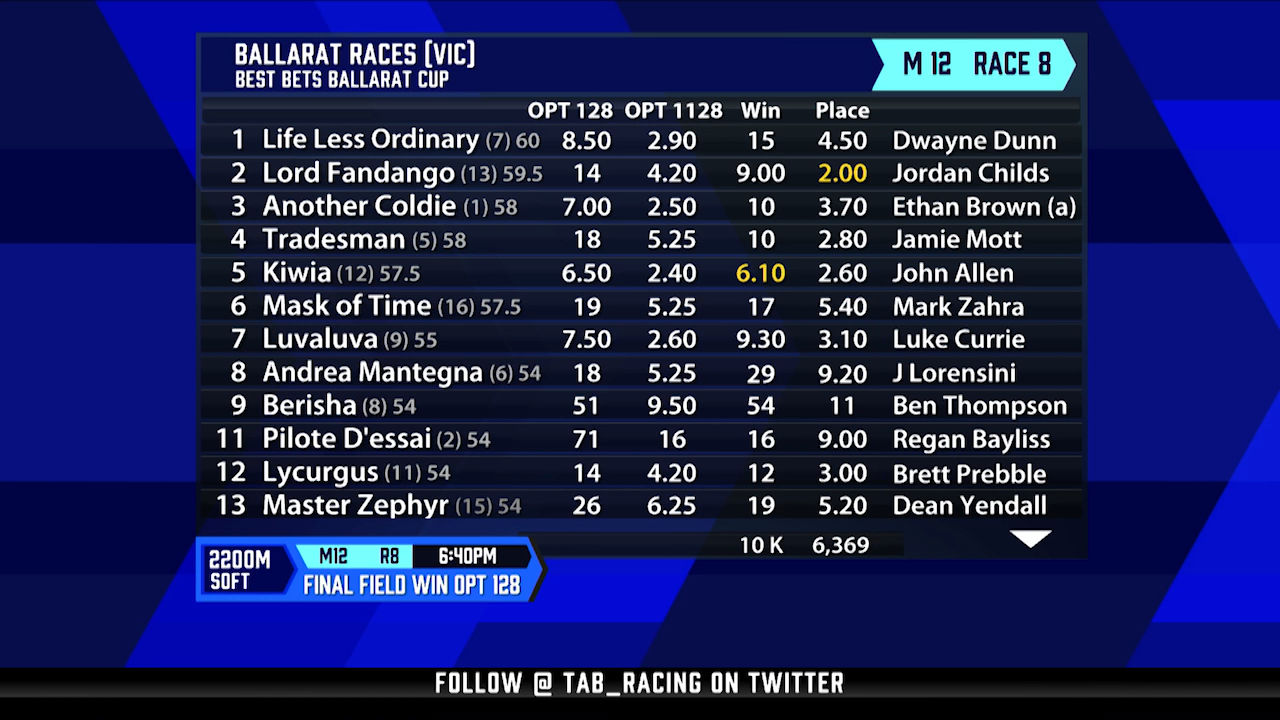 BALLARAT RACES (VIC)
BEST BETS BALLARAT CUP
M 12 RACE 8
OPT 128 OPT 1128 Win Place
1 Life Less Ordinary (7) 60 8.50 2.90 15 4.50 Dwayne Dunn
2 Lord Fandango (13) 59.5 14 4.20 9.00 2.00 Jordan Childs
3 Another Coldie (1) 58 7.00 2.50 10 3.70 Ethan Brown (a)
4 Tradesman (5) 58 18 5.25 10 2.80 Jamie Mott
5 Kiwia (12) 57.5 6.50 2.40 6.10 2.60 John Allen
6 Mask of Time (16) 57.5 19 5.25 17 5.40 Mark Zahra
7 Luvaluva (9) 55 7.50 2.60 9.30 3.10 Luke Currie
8 Andrea Mantegna (6) 54 18 5.25 29 9.20 J Lorensini
9 Berisha (8) 54 51 9.50 54 11 Ben Thompson
11 Pilote D'essai (2) 54 71 16 16 9.00 Regan Bayliss
12 Lycurgus (11) 54 14 4.20 12 3.00 Brett Prebble
13 Master Zephyr (15) 54 26 6.25 19 5.20 Dean Yendall
10 K 6,369
2200M
SOFT
M12 R8 6:40PM
FINAL FIELD WIN OPT 128
FOLLOW @ TAB_RACING ON TWITTER